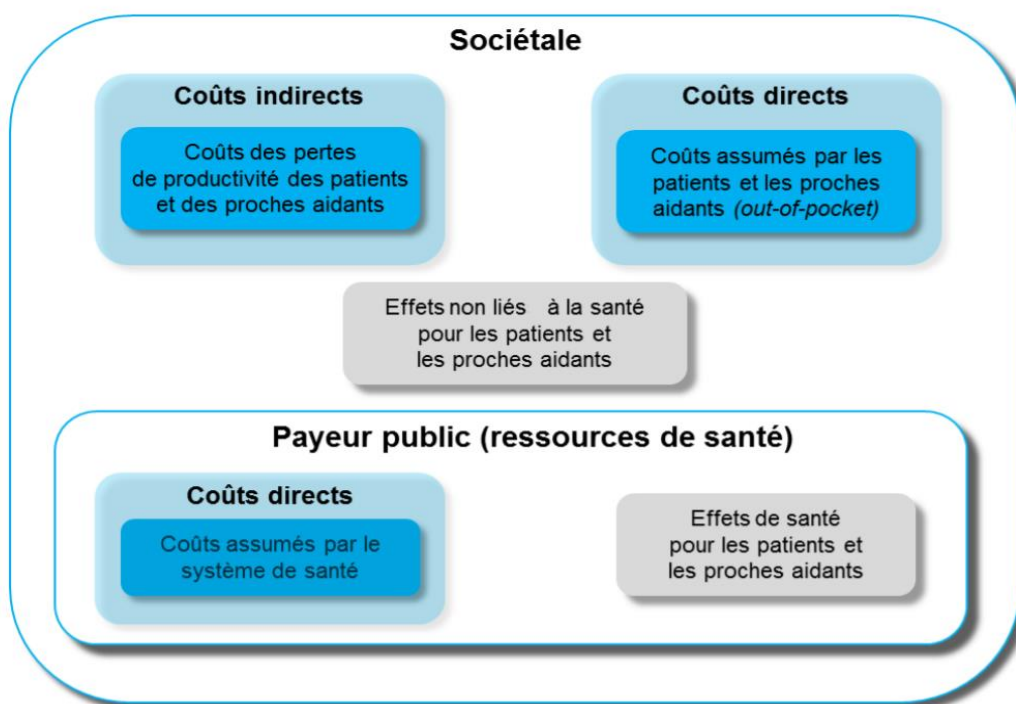 Sociétale
Coûts indirects
Coûts des pertes
de productivité des patients
et des proches aidants
Coûts directs
Coûts assumés par les
patients et les proches
aidants (out-of-pocket)
Effets non liés à la santé
pour les patients et
les proches aidants
Payeur public (ressources de santé)
Coûts directs
Coûts assumés par le
système de santé
Effets de santé
pour les patients et
les proches aidants